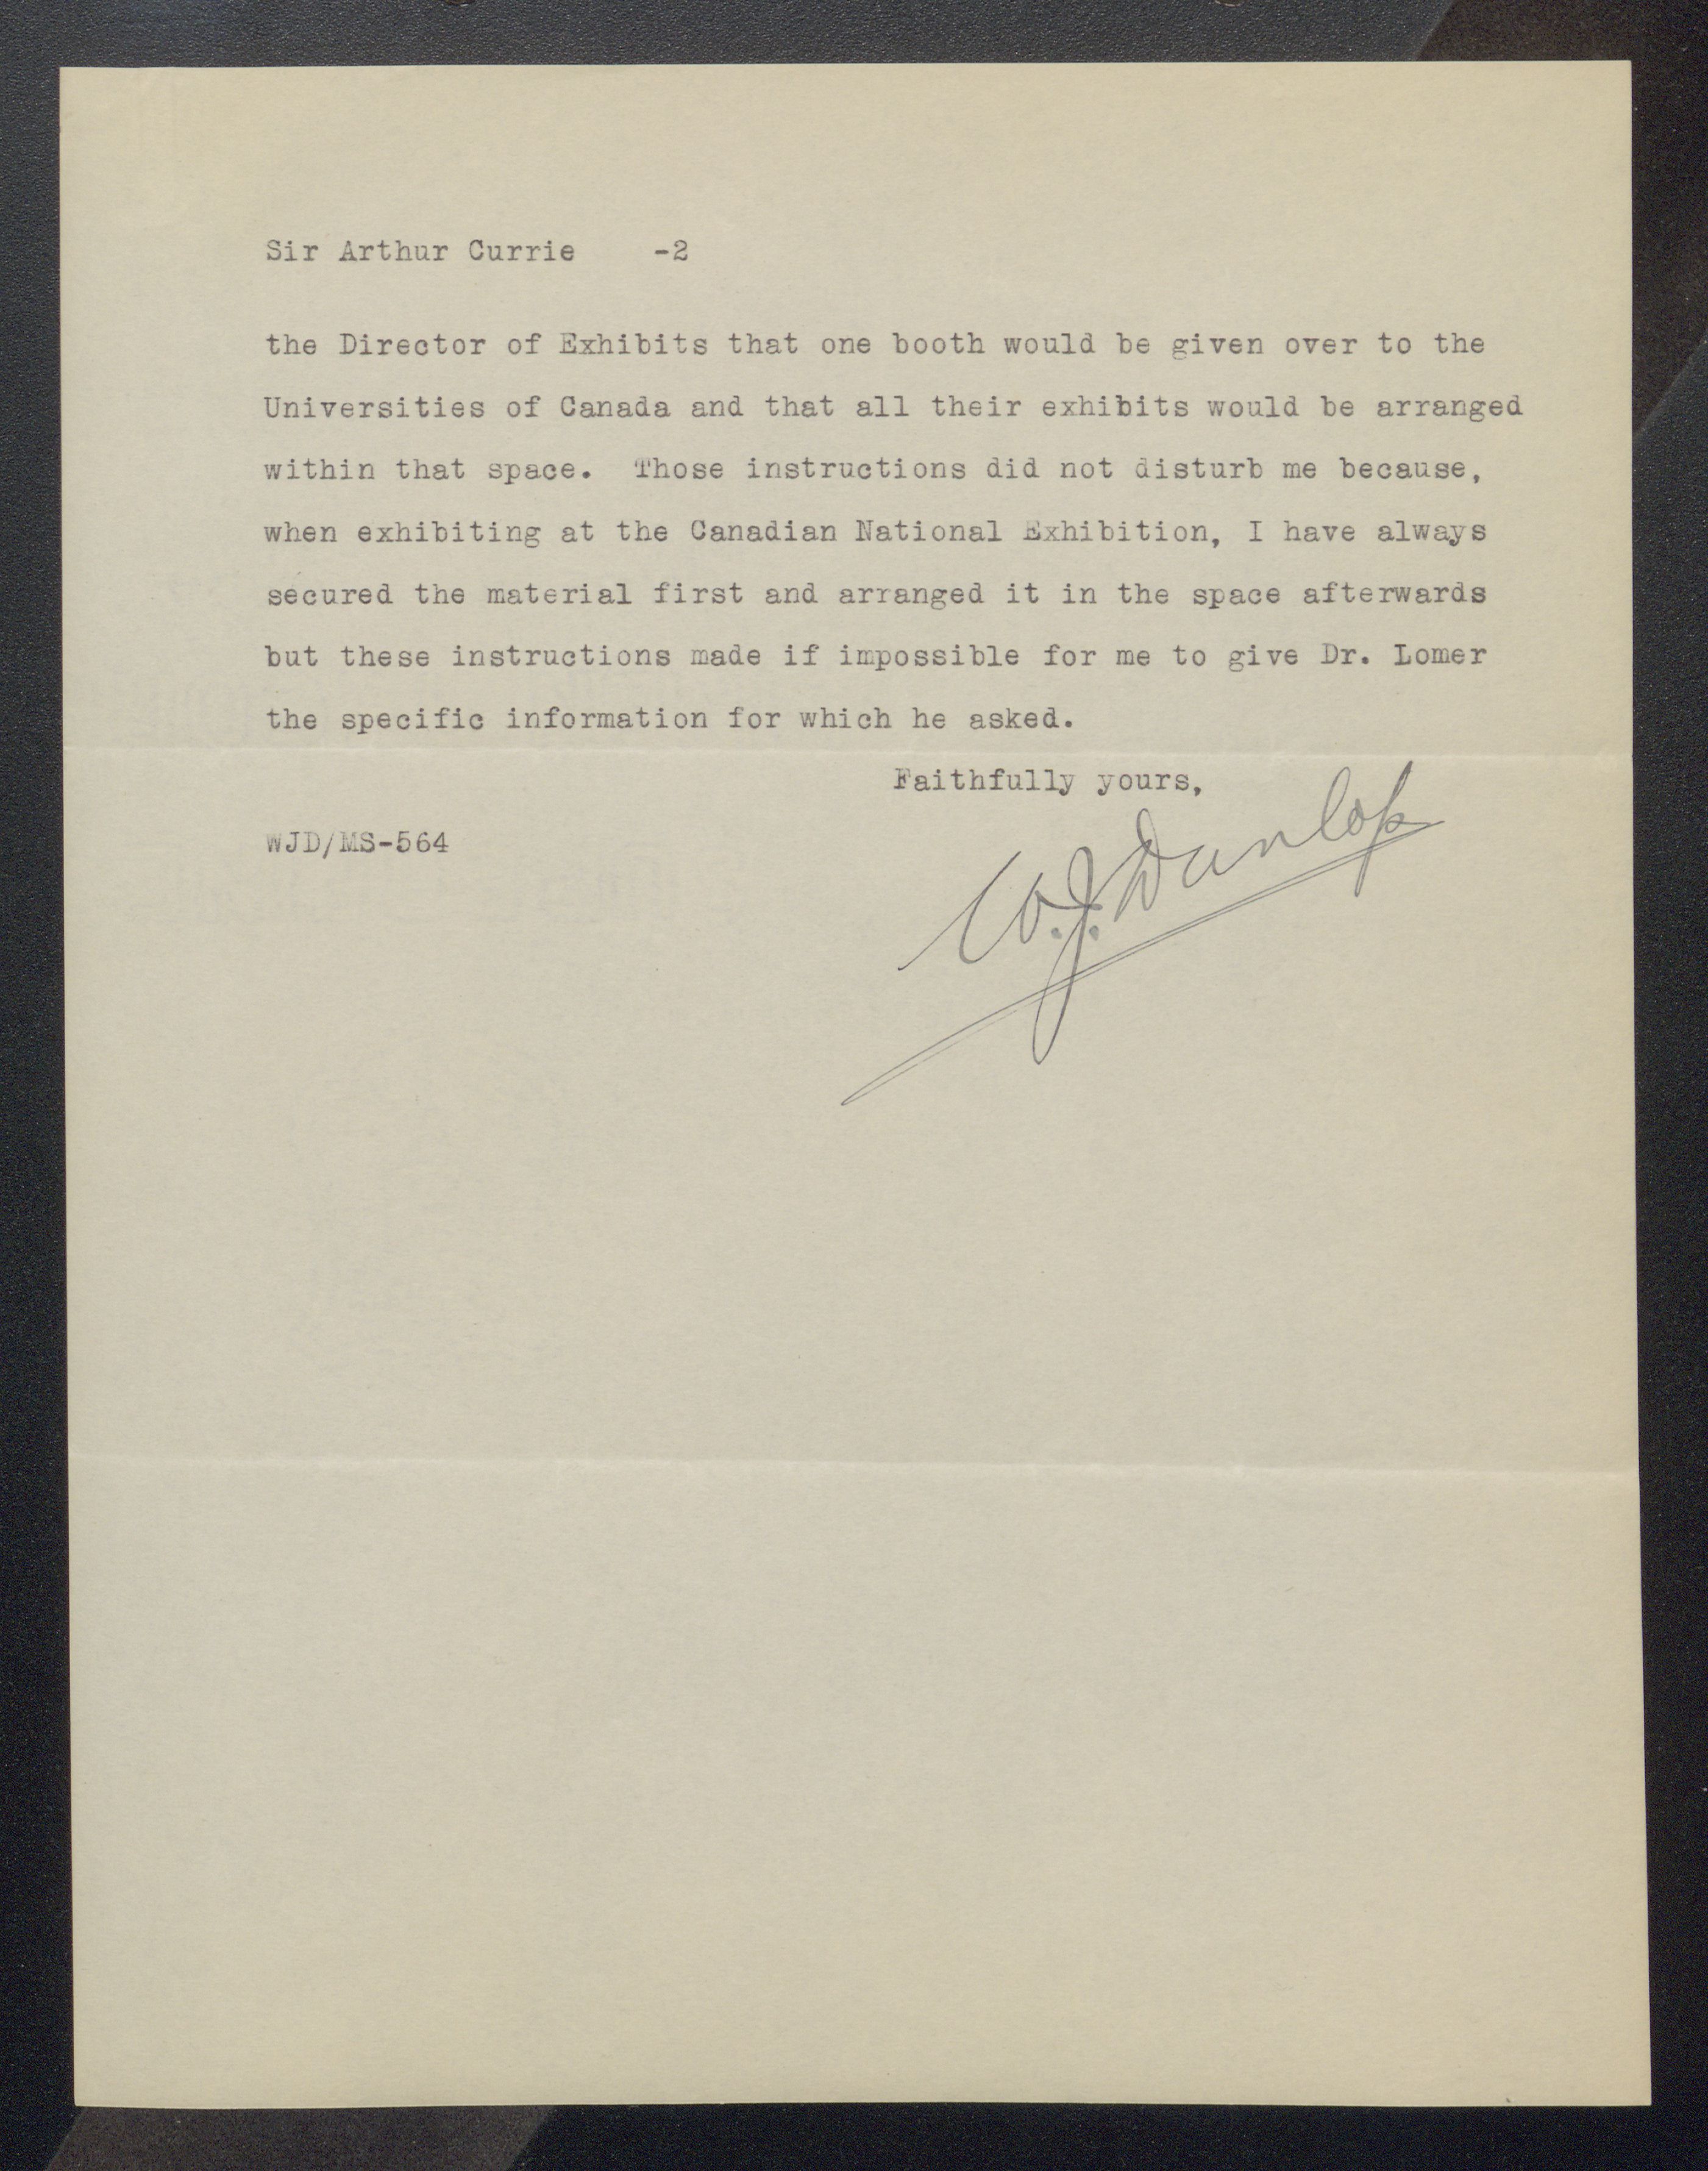 Sir Arthur Currie -2
the Director of Exhibits that one booth would be given over to the
Universities of Canada and that all their exhibits would be arranged
within that space. Those instructions did not disturb me because,
when exhibiting at the Canadian National Exhibition, I have always
secured the material first and arranged it in the space afterwards
but these instructions made if impossible for me to give Dr. Lomer
the specific information for which he asked.
Faithfully yours,
WJD/MS-564
W.J. Dunlop